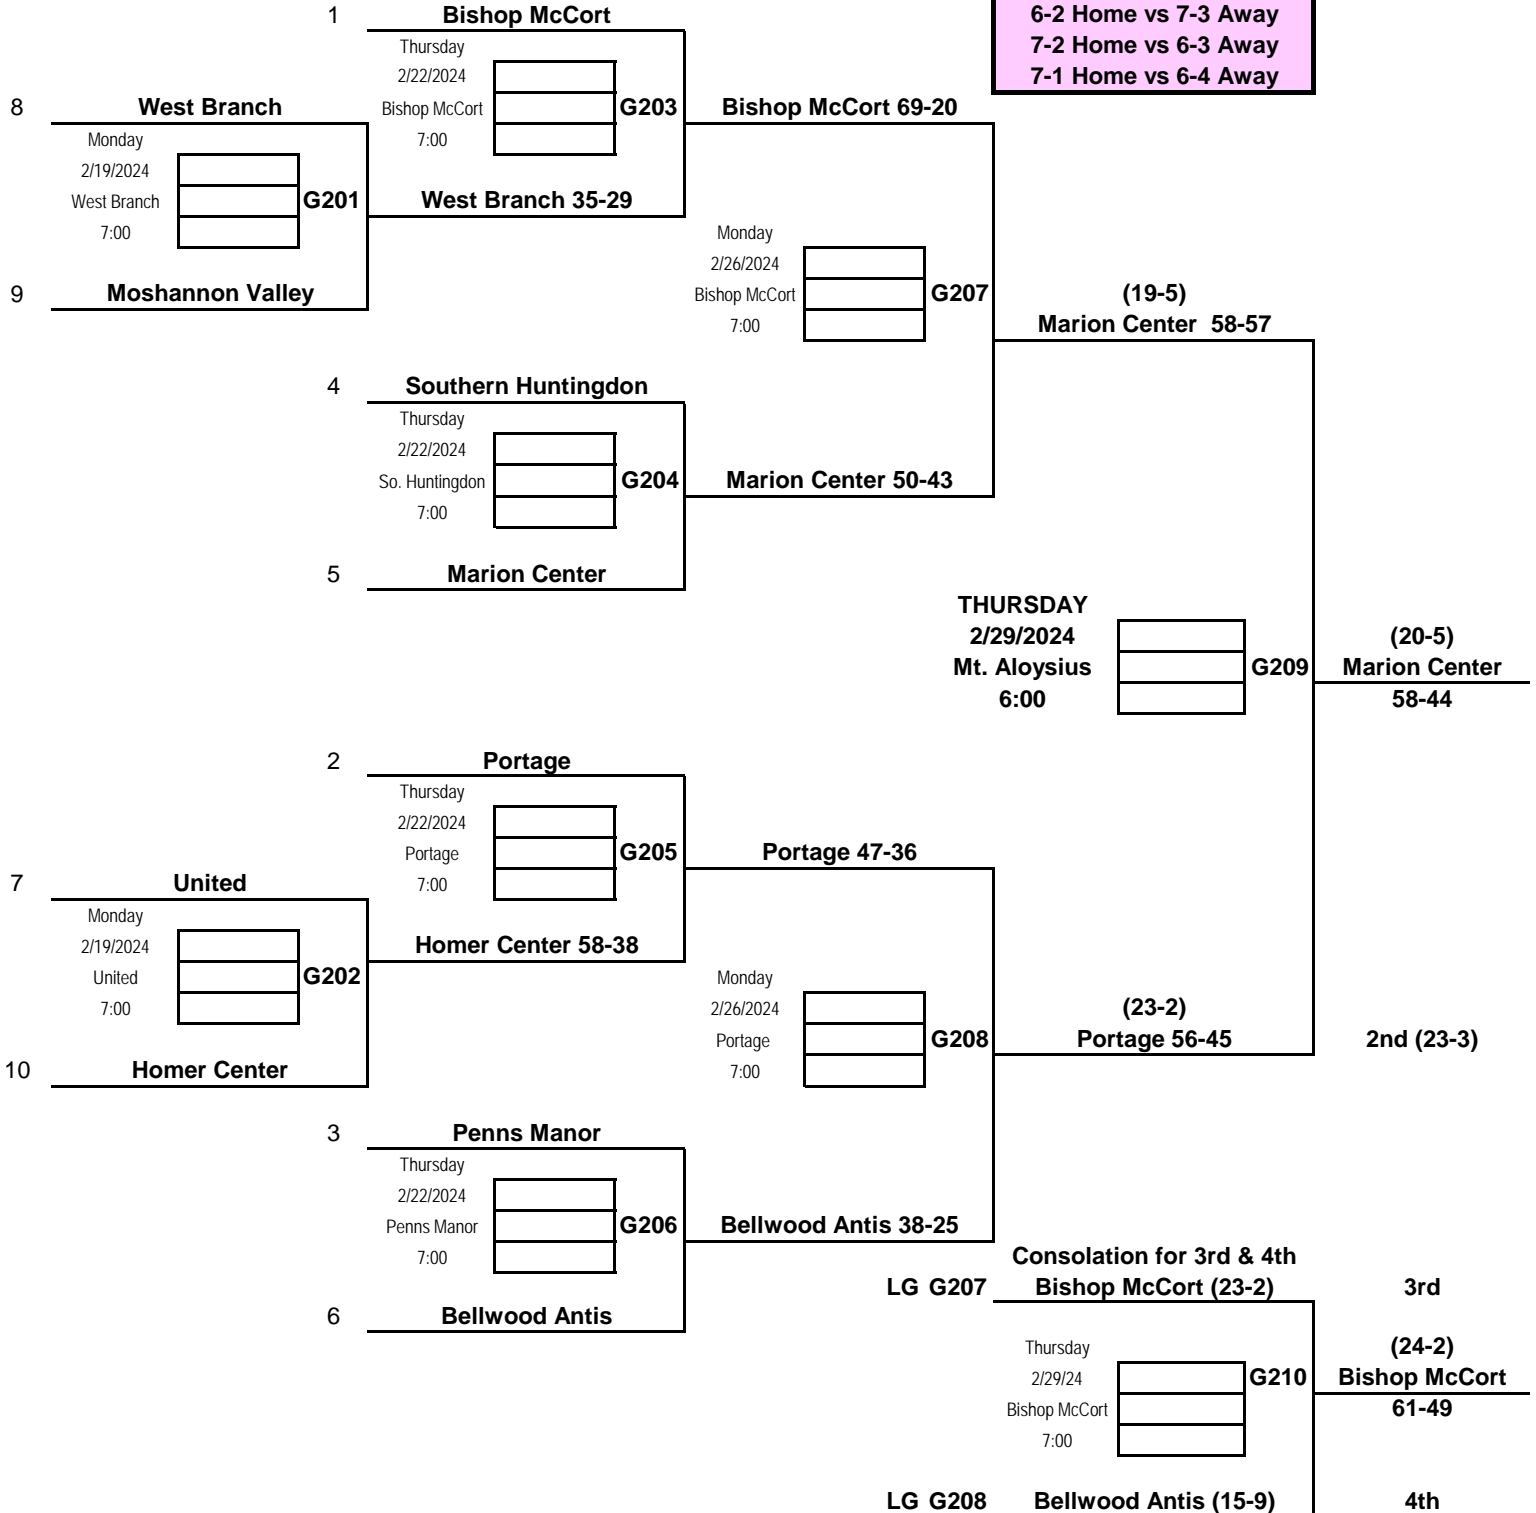 1 Bishop McCort
6-2 Home vs 7-3 Away
7-2 Home vs 6-3 Away
7-1 Home vs 6-4 Away
Thursday
2/22/2024
Bishop McCort
7:00
G203
8 West Branch
Bishop McCort 69-20
Monday
2/19/2024
West Branch
7:00
G201
West Branch 35-29
9 Moshannon Valley
Monday
2/26/2024
Bishop McCort
7:00
G207
(19-5)
Marion Center 58-57
4 Southern Huntingdon
Thursday
2/22/2024
So. Huntingdon
7:00
G204
Marion Center 50-43
5 Marion Center
THURSDAY
2/29/2024
Mt. Aloysius
6:00
G209
(20-5)
Marion Center
58-44
2 Portage
Thursday
2/22/2024
Portage
7:00
G205
Portage 47-36
7 United
Monday
2/19/2024
United
7:00
G202
Homer Center 58-38
10 Homer Center
Monday
2/26/2024
Portage
7:00
G208
(23-2)
Portage 56-45
2nd (23-3)
3 Penns Manor
Thursday
2/22/2024
Penns Manor
7:00
G206
Bellwood Antis 38-25
6 Bellwood Antis
Consolation for 3rd & 4th
LG G207 Bishop McCort (23-2) 3rd
Thursday
2/29/24
Bishop McCort
7:00
G210
(24-2)
Bishop McCort
61-49
LG G208 Bellwood Antis (15-9) 4th